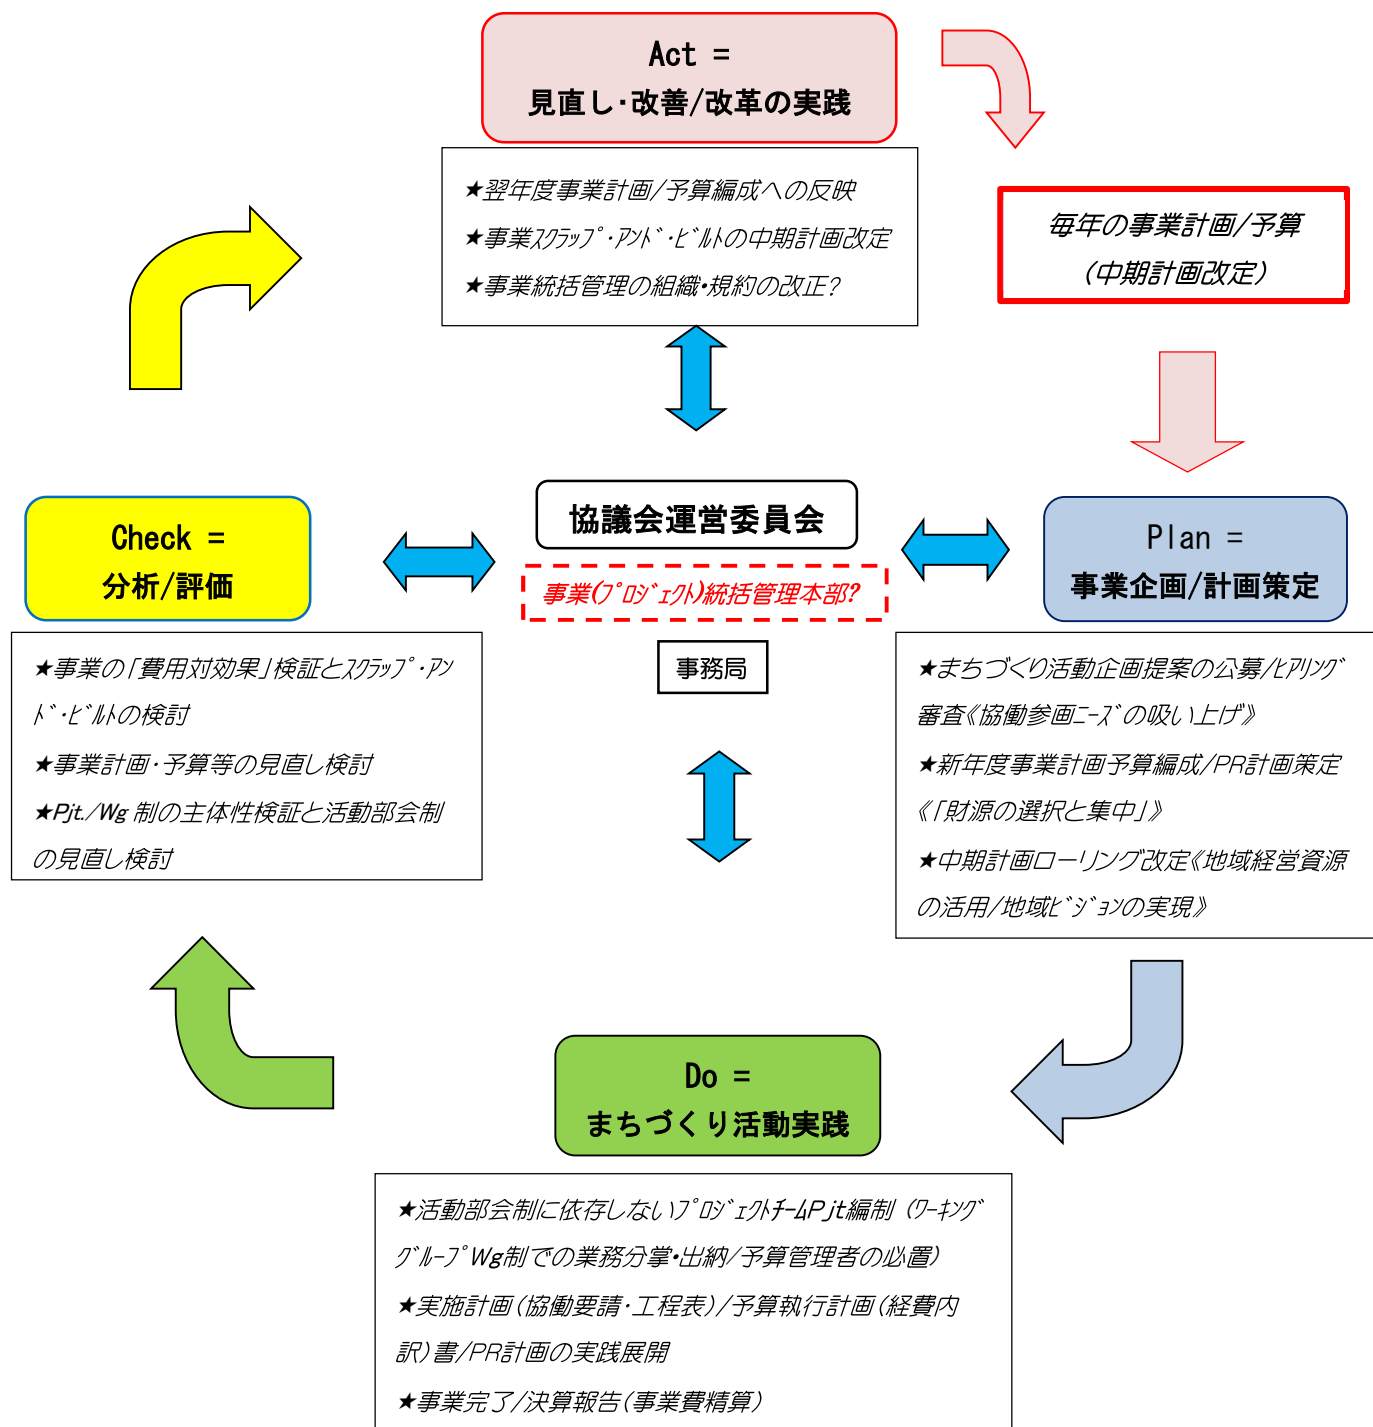 Act =
見直し・改善/改革の実践
★翌年度事業計画/予算編成への反映
★事業ｽｸﾗｯﾌﾟ・ｱﾝﾄﾞ・ﾋﾞﾙﾄの中期計画改定
★事業統括管理の組織・規約の改正?
毎年の事業計画/予算
(中期計画改定)
Check =
分析/評価
★事業の「費用対効果」検証とｽｸﾗｯﾌﾟ・ｱﾝ
ﾄﾞ・ﾋﾞﾙﾄの検討
★事業計画・予算等の見直し検討
★Pjt./Wg 制の主体性検証と活動部会制
の見直し検討
協議会運営委員会
事業(ﾌﾟﾛｼﾞｪｸﾄ)統括管理本部?
事務局
Plan =
事業企画/計画策定
★まちづくり活動企画提案の公募/ﾋｱﾘﾝｸﾞ
審査《協働参画ﾆｰｽﾞの吸い上げ》
★新年度事業計画予算編成/PR計画策定
《「財源の選択と集中」》
★中期計画ローリング改定《地域経営資源
の活用/地域ﾋﾞｼﾞｮﾝの実現》
Do =
まちづくり活動実践
★活動部会制に依存しないﾌﾟﾛｼﾞｪｸﾄﾁｰﾑPjt編制（ﾜｰｷﾝｸﾞ
ｸﾞﾙｰﾌﾟWg制での業務分掌・出納/予算管理者の必置）
★実施計画(協働要請・工程表)/予算執行計画(経費内
訳)書/PR計画の実践展開
★事業完了/決算報告(事業費精算)